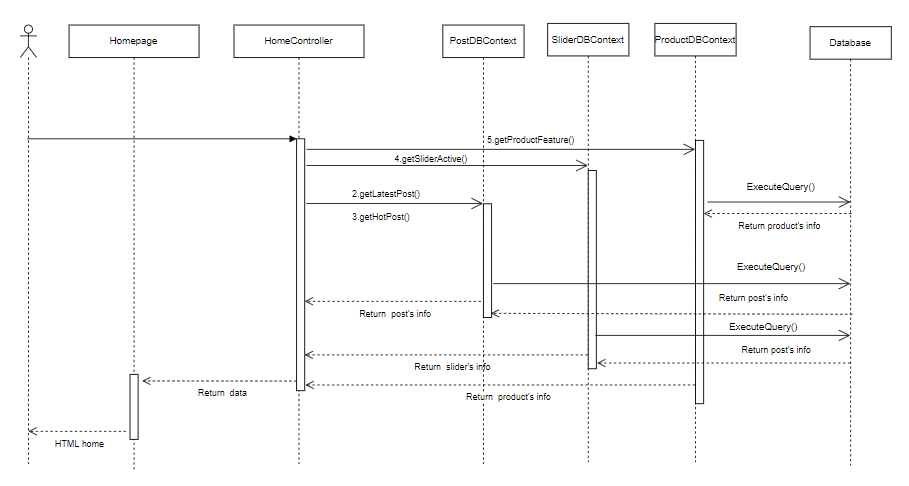 Homepage
HomeController
PostDBContext
SliderDBContext
ProductDBContext
Database
5.getProductFeature()
4.getSliderActive()
ExecuteQuery()
2.getLatestPost()
3.getHotPost()
Return product's info
ExecuteQuery()
Return post's info
Return post's info
ExecuteQuery()
Return post's info
Return slider's info
Return data
Return product's info
HTML home